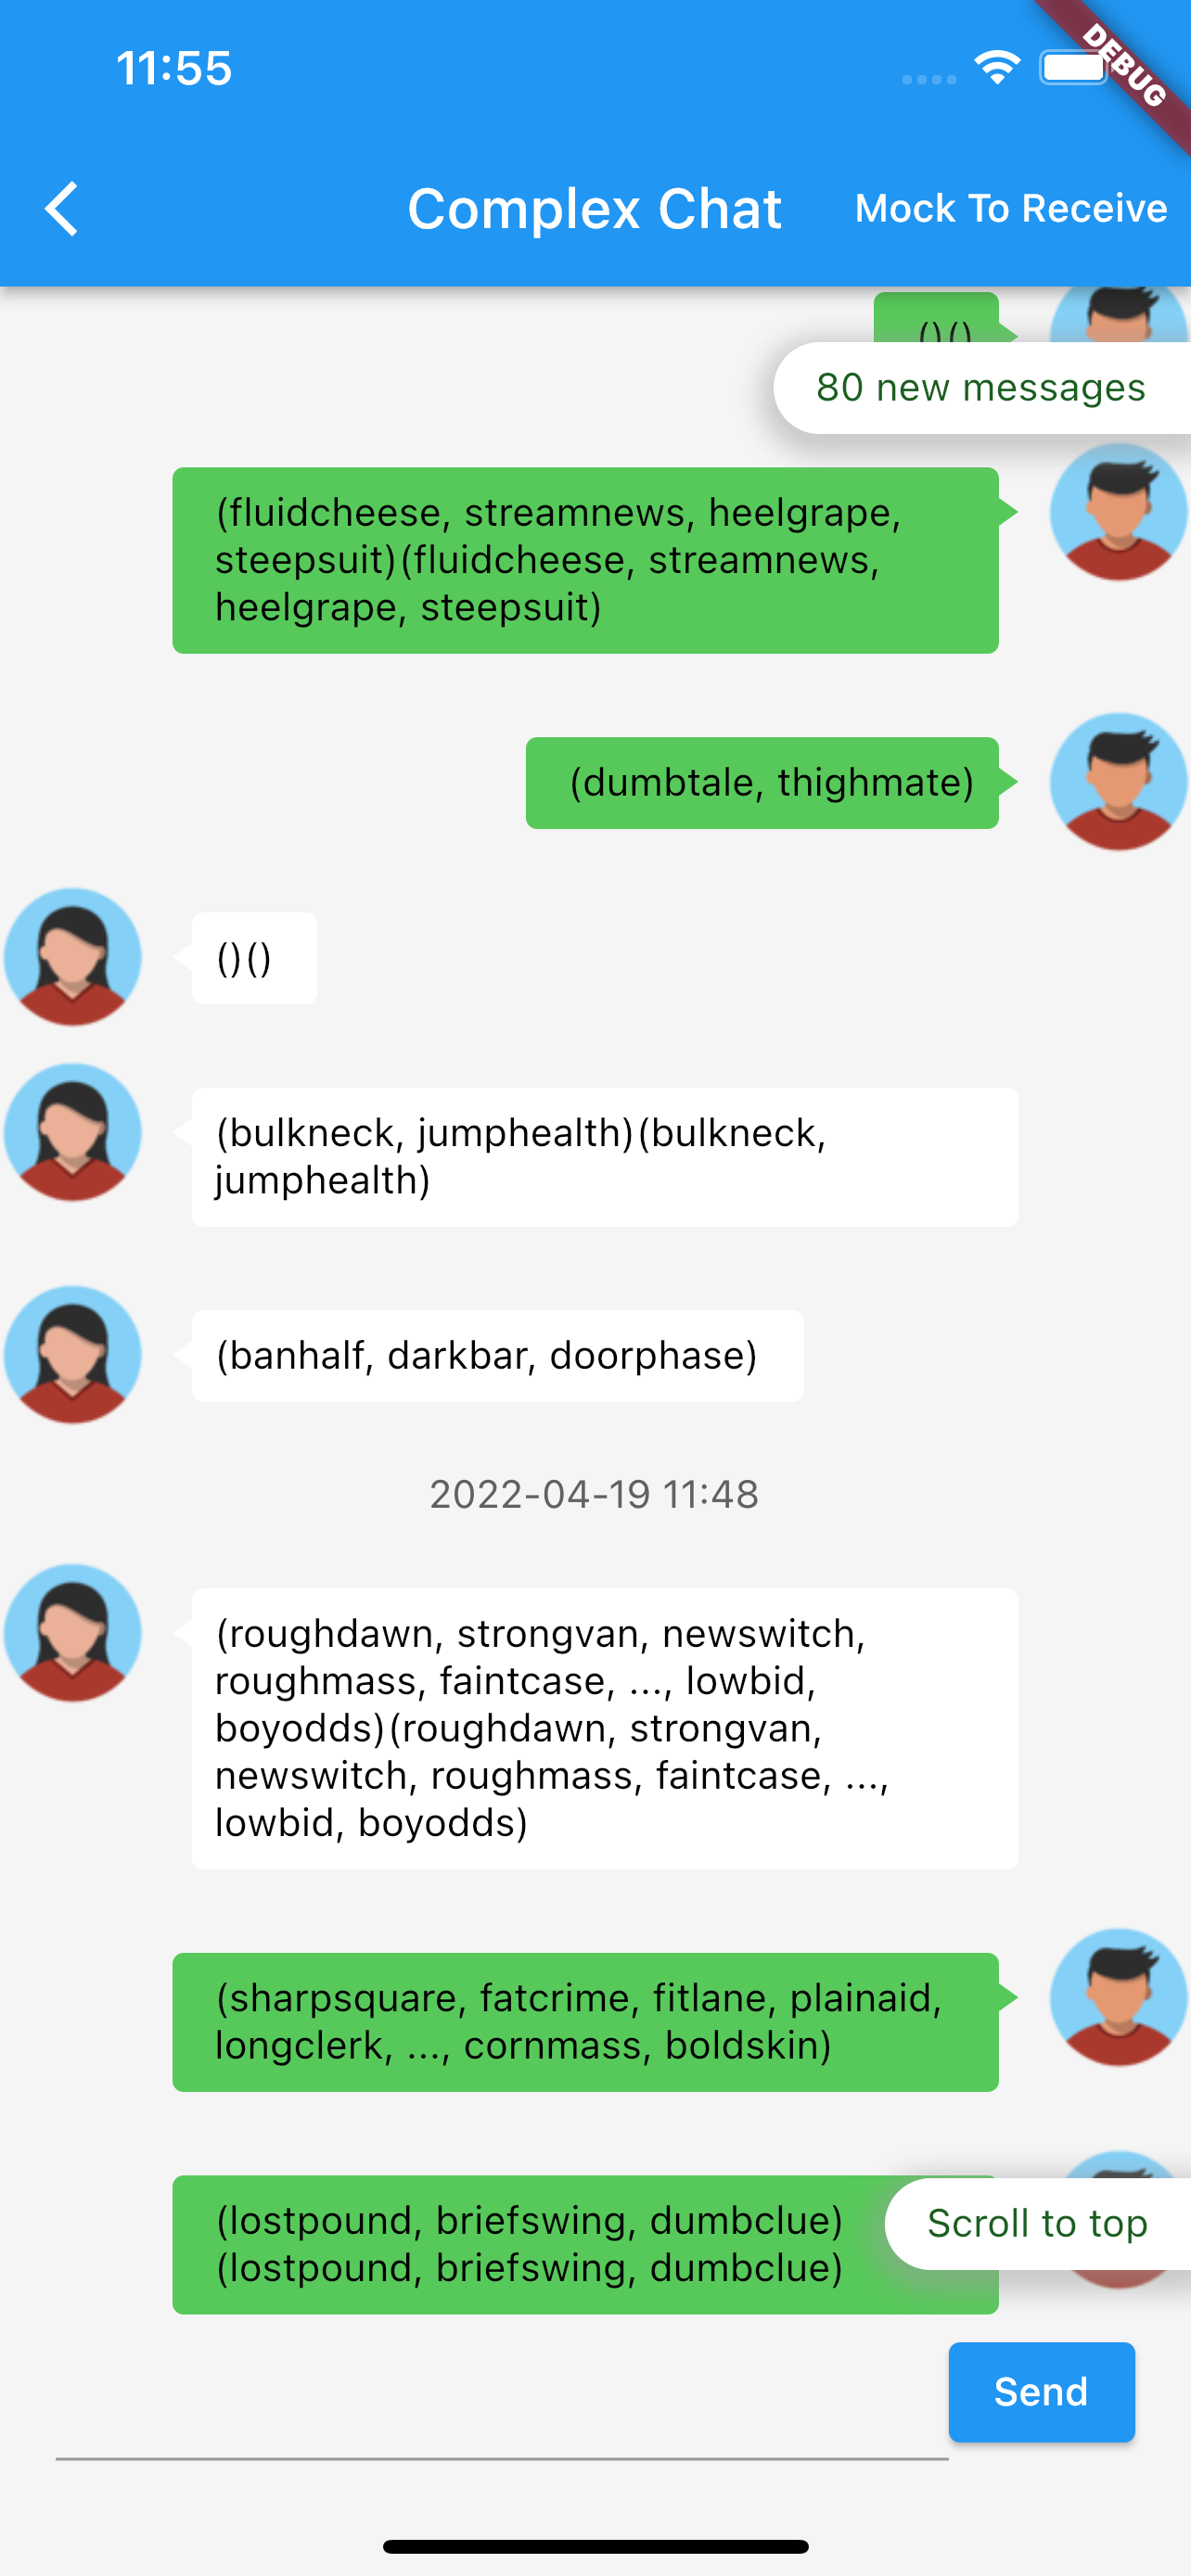 11:55
DEBUG
Complex Chat
Mock To Receive
()()
80 new messages
(fluidcheese, streamnews, heelgrape,
steepsuit)(fluidcheese, streamnews,
heelgrape, steepsuit)
(dumbtale, thighmate)
()()
(bulkneck, jumphealth)(bulkneck,
jumphealth)
(banhalf, darkbar, doorphase)
2022-04-19 11:48
(roughdawn, strongvan, newswitch,
roughmass, faintcase, ..., lowbid,
boyodds)(roughdawn, strongvan,
newswitch, roughmass, faintcase, ...,
lowbid, boyodds)
(sharpsquare, fatcrime, fitlane, plainaid,
longclerk, ..., cornmass, boldskin)
(lostpound, briefswing, dumbclue)
(lostpound, briefswing, dumbclue)
Scroll to top
Send